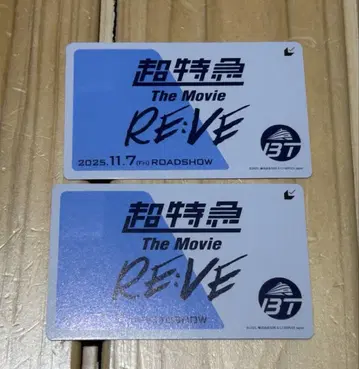 超特急
The Movie
RE:VE
2025.11.7(Fri) ROADSHOW
BT
超特急
The Movie
RE:VE
ROADSHOW
BT